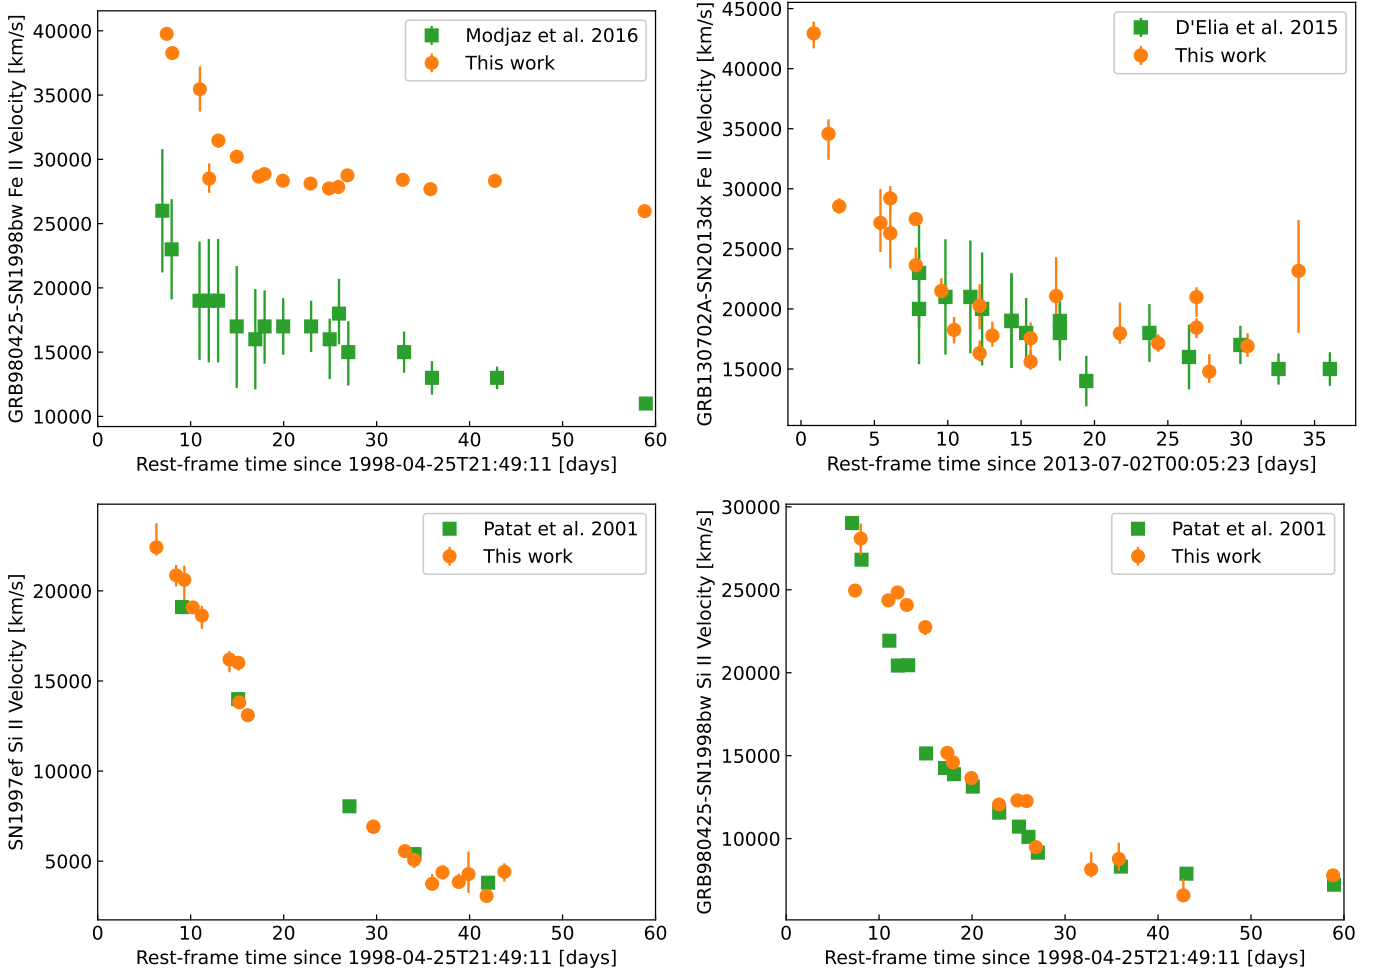 GRB980425-SN1998bw Fe II Velocity [km/s]
40000
35000
30000
25000
20000
15000
10000
0 10 20 30 40 50 60
Rest-frame time since 1998-04-25T21:49:11 [days]
Modjaz et al. 2016
This work
GRB130702A-SN2013dx Fe II Velocity [km/s]
45000
40000
35000
30000
25000
20000
15000
0 5 10 15 20 25 30 35
Rest-frame time since 2013-07-02T00:05:23 [days]
D'Elia et al. 2015
This work
SN1997ef Si II Velocity [km/s]
20000
15000
10000
5000
0 10 20 30 40 50 60
Rest-frame time since 1998-04-25T21:49:11 [days]
Patat et al. 2001
This work
GRB980425-SN1998bw Si II Velocity [km/s]
30000
25000
20000
15000
10000
0 10 20 30 40 50 60
Rest-frame time since 1998-04-25T21:49:11 [days]
Patat et al. 2001
This work